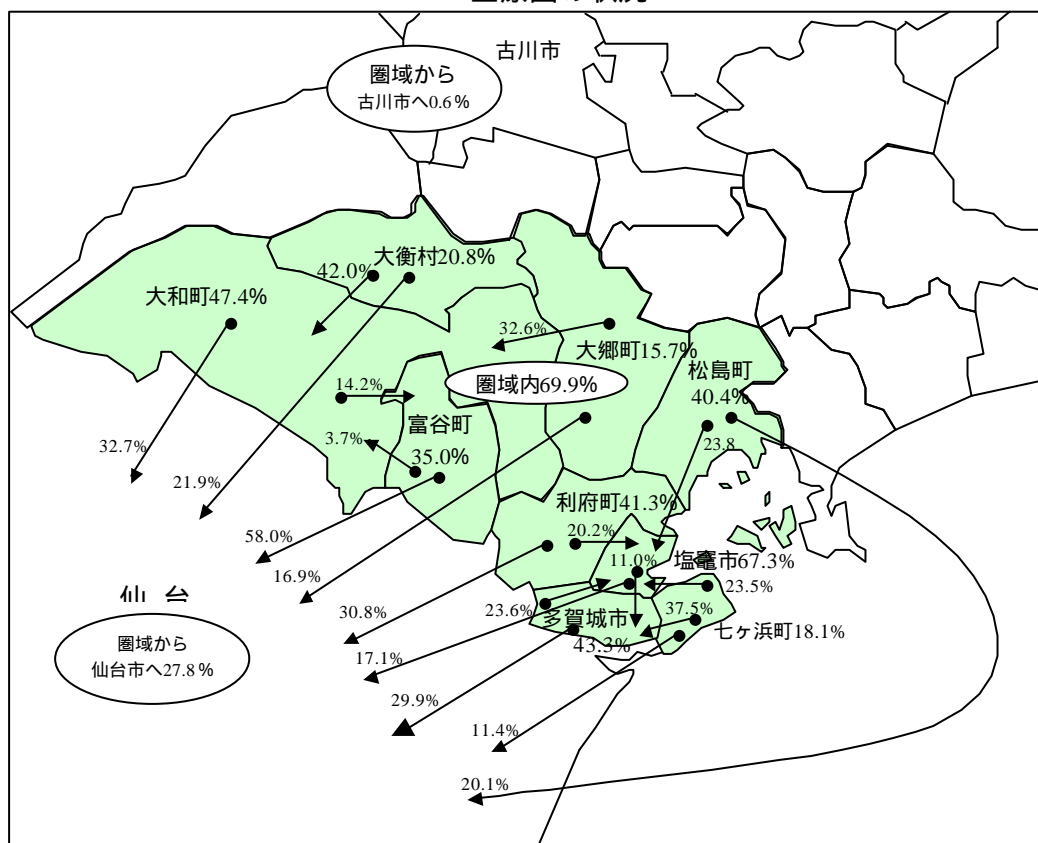 古川市
圏域から
古川市へ0.6％
大衡村20.8%
42.0%
大和町47.4%
32.6%
大郷町15.7%
松島町
40.4%
圏域内69.9%
14.2%
富谷町
35.0%
3.7%
23.8
32.7%
21.9%
利府町41.3%
58.0%
20.2%
16.9%
11.0%
塩竈市67.3%
23.5%
仙 台
30.8%
23.6%
多賀城市
43.3%
37.5%
七ヶ浜町18.1%
圏域から
仙台市へ27.8％
17.1%
29.9%
11.4%
20.1%